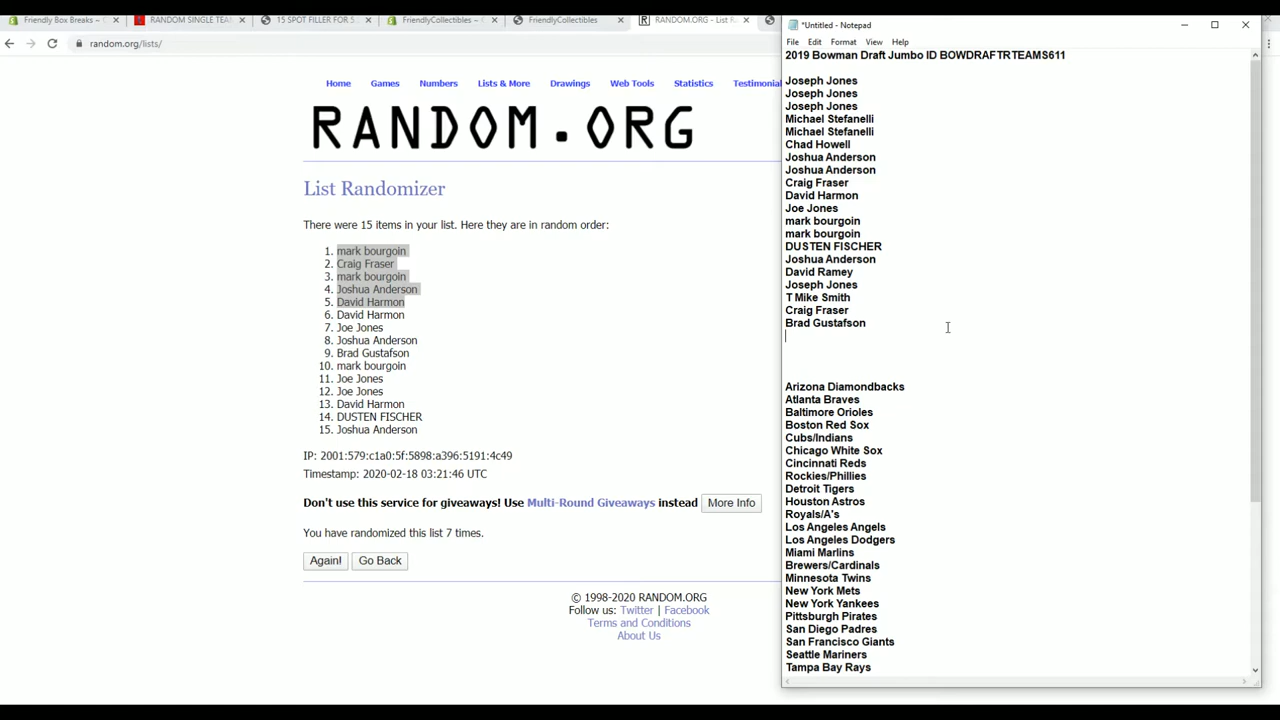 Friendly Box Breaks – 
RANDOM SINGLE TEA
15 SPOT FILLER FOR 5
FriendlyCollectibles – 
FriendlyCollectibles
RANDOM.ORG - List R
random.org/lists/
Home Games Numbers Lists & More Drawings Web Tools Statistics Testimonia
RANDOM.ORG
List Randomizer
There were 15 items in your list. Here they are in random order:
1. mark bourgoin
2. Craig Fraser
3. mark bourgoin
4. Joshua Anderson
5. David Harmon
6. David Harmon
7. Joe Jones
8. Joshua Anderson
9. Brad Gustafson
10. mark bourgoin
11. Joe Jones
12. Joe Jones
13. David Harmon
14. DUSTEN FISCHER
15. Joshua Anderson
IP: 2001:579:c1a0:5f:5898:a396:5191:4c49
Timestamp: 2020-02-18 03:21:46 UTC
Don't use this service for giveaways! Use Multi-Round Giveaways instead More Info
You have randomized this list 7 times.
Again! Go Back
© 1998-2020 RANDOM.ORG
Follow us: Twitter | Facebook
Terms and Conditions
About Us
*Untitled - Notepad
File Edit Format View Help
2019 Bowman Draft Jumbo ID BOWDRAFTRTEAMS611
Joseph Jones
Joseph Jones
Joseph Jones
Michael Stefanelli
Michael Stefanelli
Chad Howell
Joshua Anderson
Joshua Anderson
Craig Fraser
David Harmon
Joe Jones
mark bourgoin
mark bourgoin
DUSTEN FISCHER
Joshua Anderson
David Ramey
Joseph Jones
T Mike Smith
Craig Fraser
Brad Gustafson
Arizona Diamondbacks
Atlanta Braves
Baltimore Orioles
Boston Red Sox
Cubs/Indians
Chicago White Sox
Cincinnati Reds
Rockies/Phillies
Detroit Tigers
Houston Astros
Royals/A's
Los Angeles Angels
Los Angeles Dodgers
Miami Marlins
Brewers/Cardinals
Minnesota Twins
New York Mets
New York Yankees
Pittsburgh Pirates
San Diego Padres
San Francisco Giants
Seattle Mariners
Tampa Bay Rays